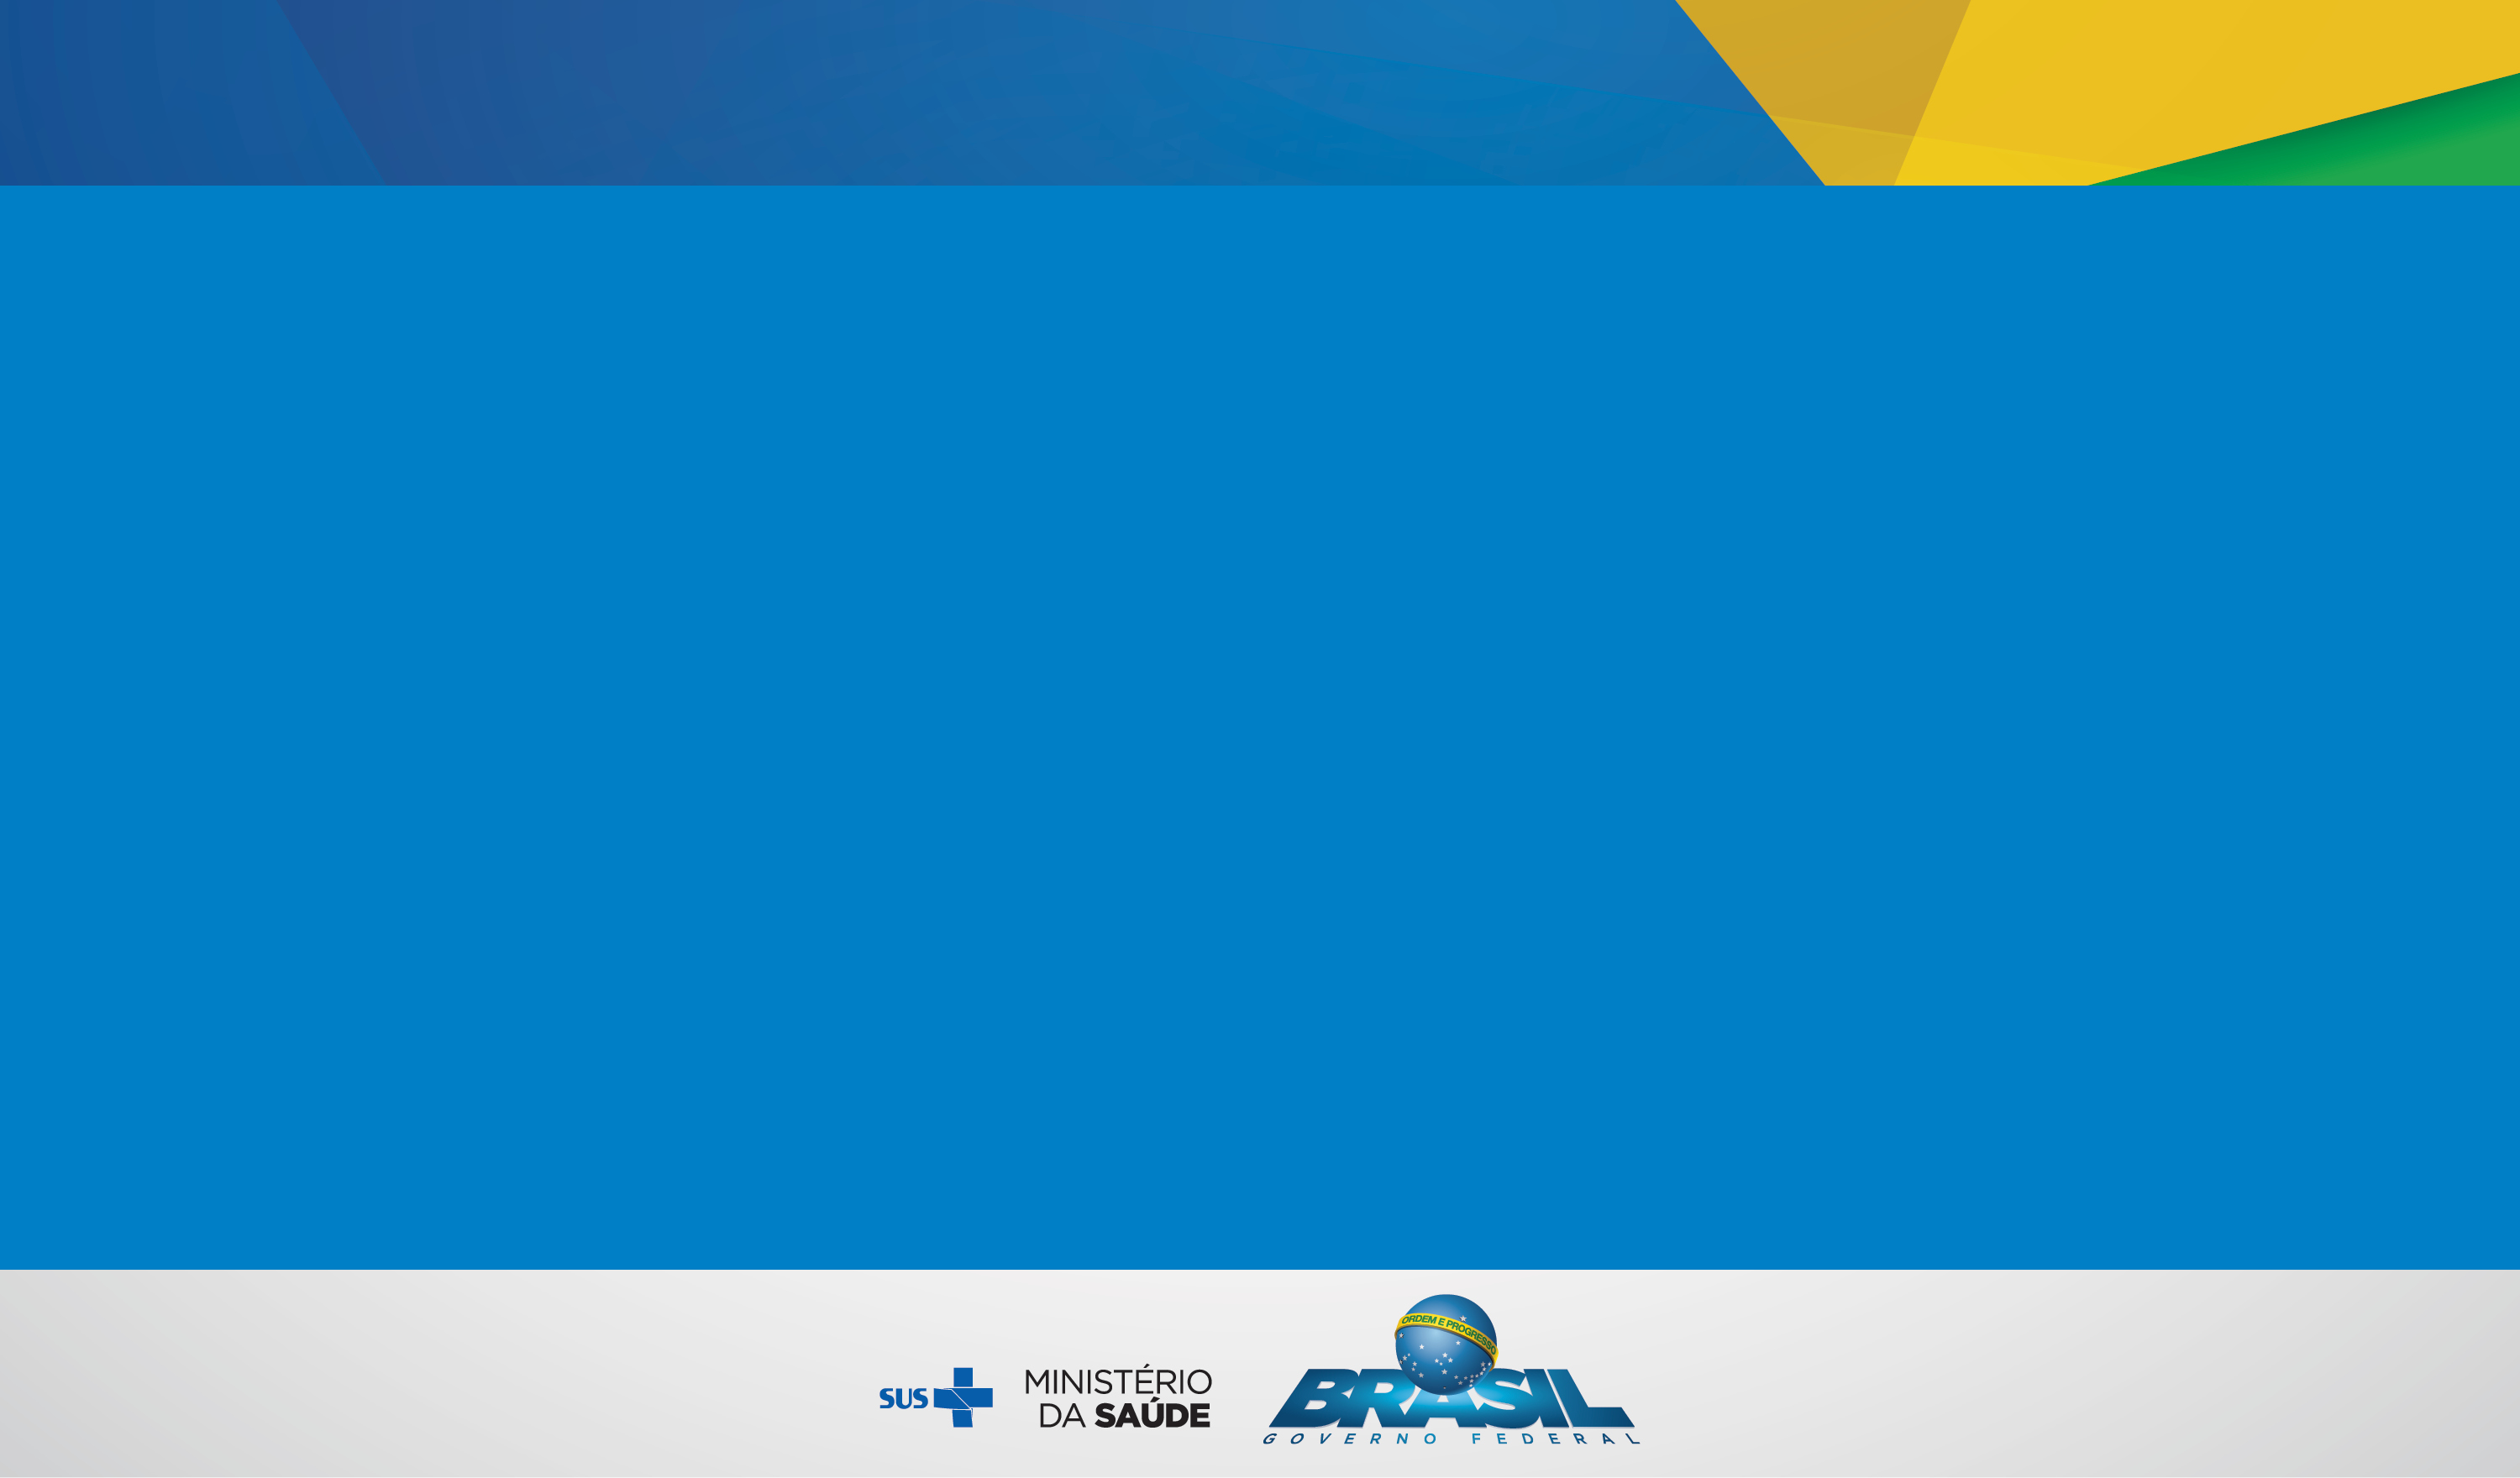 ORDEM E PROGRESSO
SUS
MINISTÉRIO
DA SAÚDE
BRASIL
GOVERNO FEDERAL